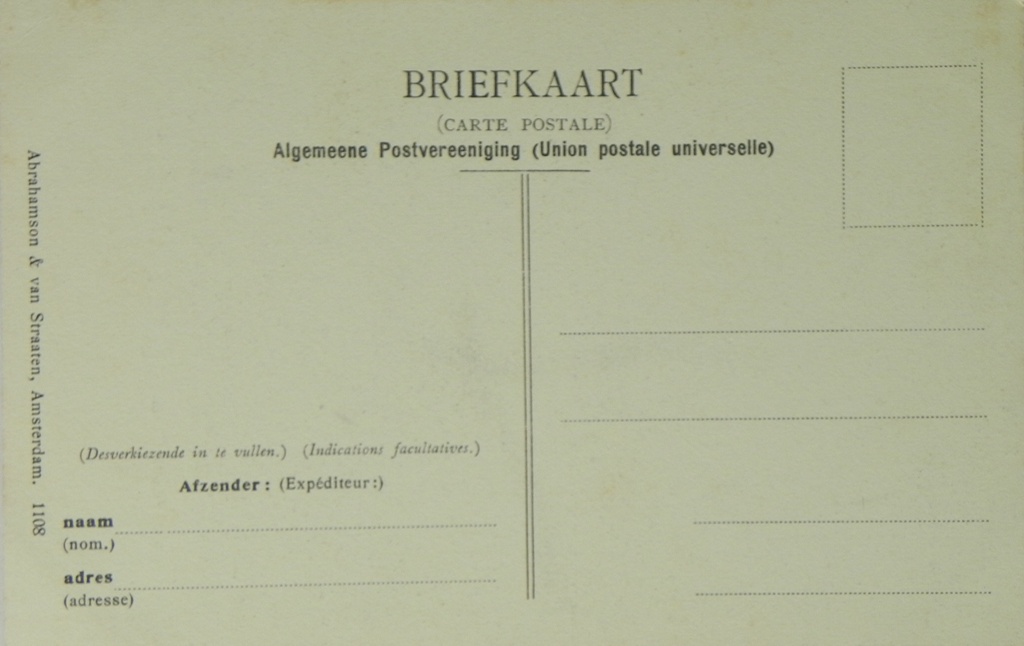 BRIEFKAART
(CARTE POSTALE)
Algemeene Postvereeniging (Union postale universelle)
Abrahamson & van Straaten, Amsterdam. 1108
(Desverkiezende in te vullen.) (Indications facultatives.)
Afzender: (Expéditeur:)
naam
(nom.)
adres
(adresse)